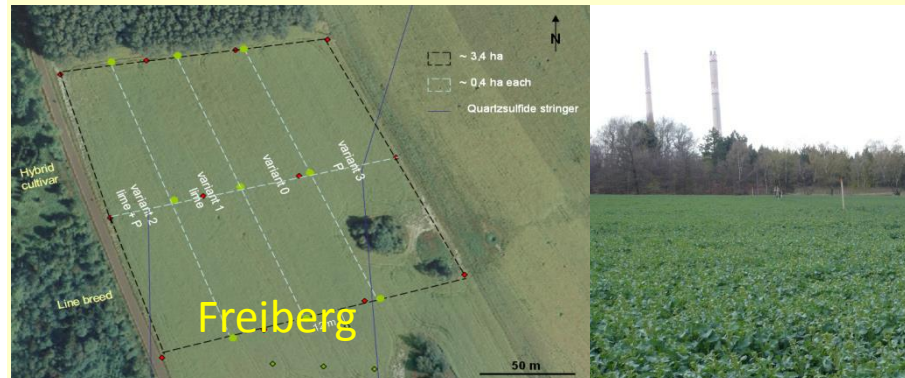 N
~ 3,4 ha
~ 0,4 ha each
Quartzsulfide stringer
Hybrid
cultivar
variant 2
lime + P
variant 1
lime
variant 0
variant 3
P
Line breed
Freiberg
12 m
50 m